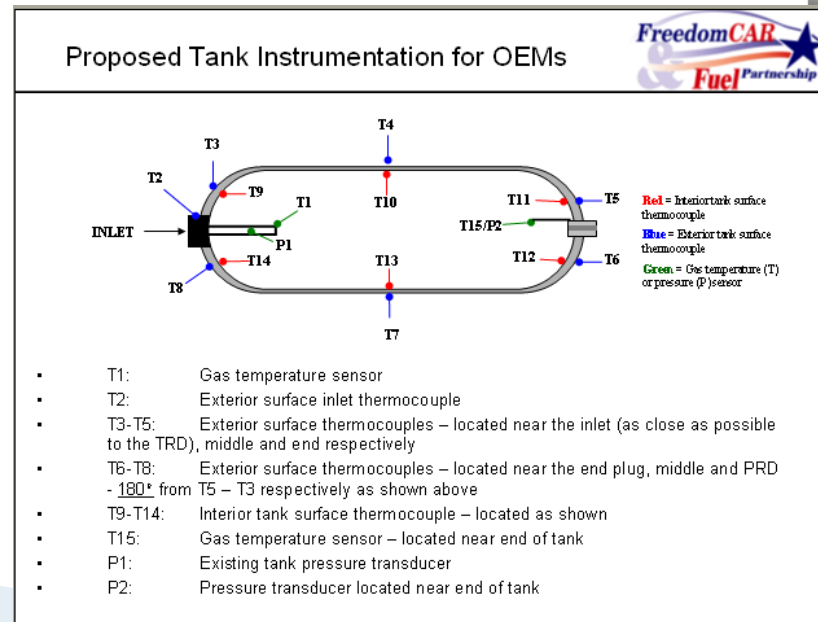 Proposed Tank Instrumentation for OEMs
FreedomCAR
& Fuel Partnership
T4
T3
T2
T9
T1
T10
T11
T5
INLET
T15/P2
P1
T14
T13
T12
T6
T8
T7
Red = Interior tank surface
thermocouple
Blue = Exterior tank surface
thermocouple
Green = Gas temperature (T)
or pressure (P) sensor
▪ T1: Gas temperature sensor
▪ T2: Exterior surface inlet thermocouple
▪ T3-T5: Exterior surface thermocouples – located near the inlet (as close as possible
to the TRD), middle and end respectively
▪ T6-T8: Exterior surface thermocouples – located near the end plug, middle and PRD
- 180° from T5 – T3 respectively as shown above
▪ T9-T14: Interior tank surface thermocouple – located as shown
▪ T15: Gas temperature sensor – located near end of tank
▪ P1: Existing tank pressure transducer
▪ P2: Pressure transducer located near end of tank